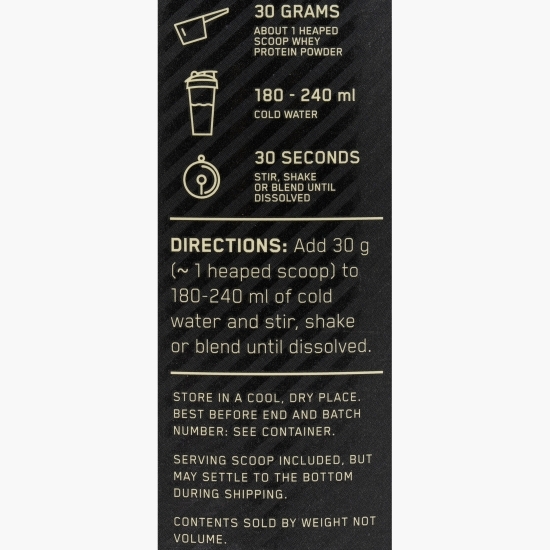 30 GRAMS
ABOUT 1 HEAPED
SCOOP WHEY
PROTEIN POWDER
180 - 240 ml
COLD WATER
30 SECONDS
STIR, SHAKE
OR BLEND UNTIL
DISSOLVED
DIRECTIONS: Add 30 g
(~ 1 heaped scoop) to
180-240 ml of cold
water and stir, shake
or blend until dissolved.
STORE IN A COOL, DRY PLACE.
BEST BEFORE END AND BATCH
NUMBER: SEE CONTAINER.
SERVING SCOOP INCLUDED, BUT
MAY SETTLE TO THE BOTTOM
DURING SHIPPING.
CONTENTS SOLD BY WEIGHT NOT
VOLUME.